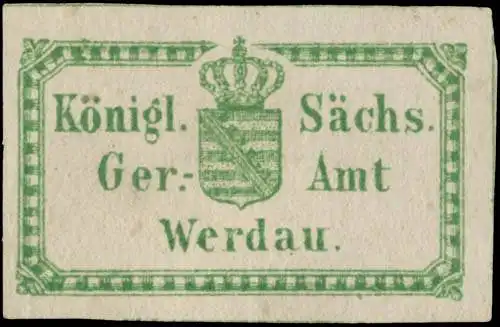 Königl. Sächs.
Ger.- Amt
Werdau.